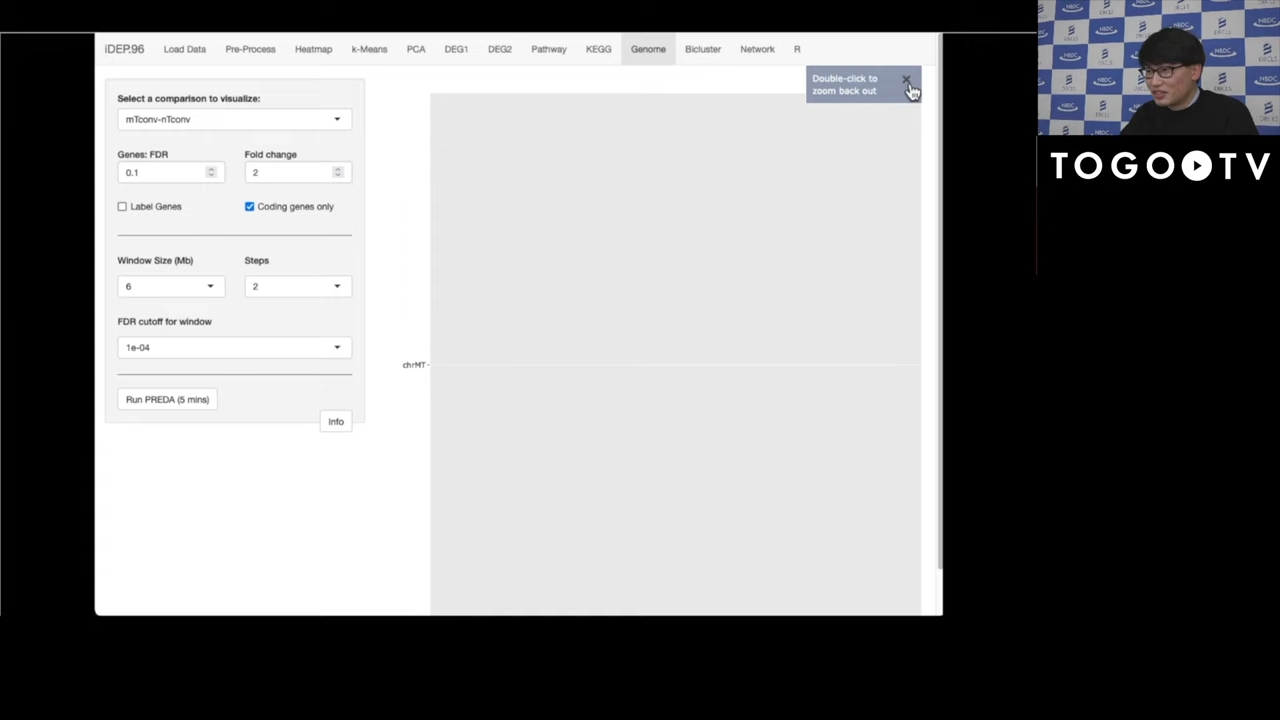 iDEP.96 Load Data Pre-Process Heatmap k-Means PCA DEG1 DEG2 Pathway KEGG Genome Bicluster Network R
Select a comparison to visualize:
mTconv-nTconv
Genes: FDR Fold change
0.1 2
Label Genes Coding genes only
Window Size (Mb) Steps
6 2
FDR cutoff for window
1e-04
Run PREDA (5 mins)
Info
Double-click to
zoom back out
chrMT
NBDC
DBCLS
TOGO TV